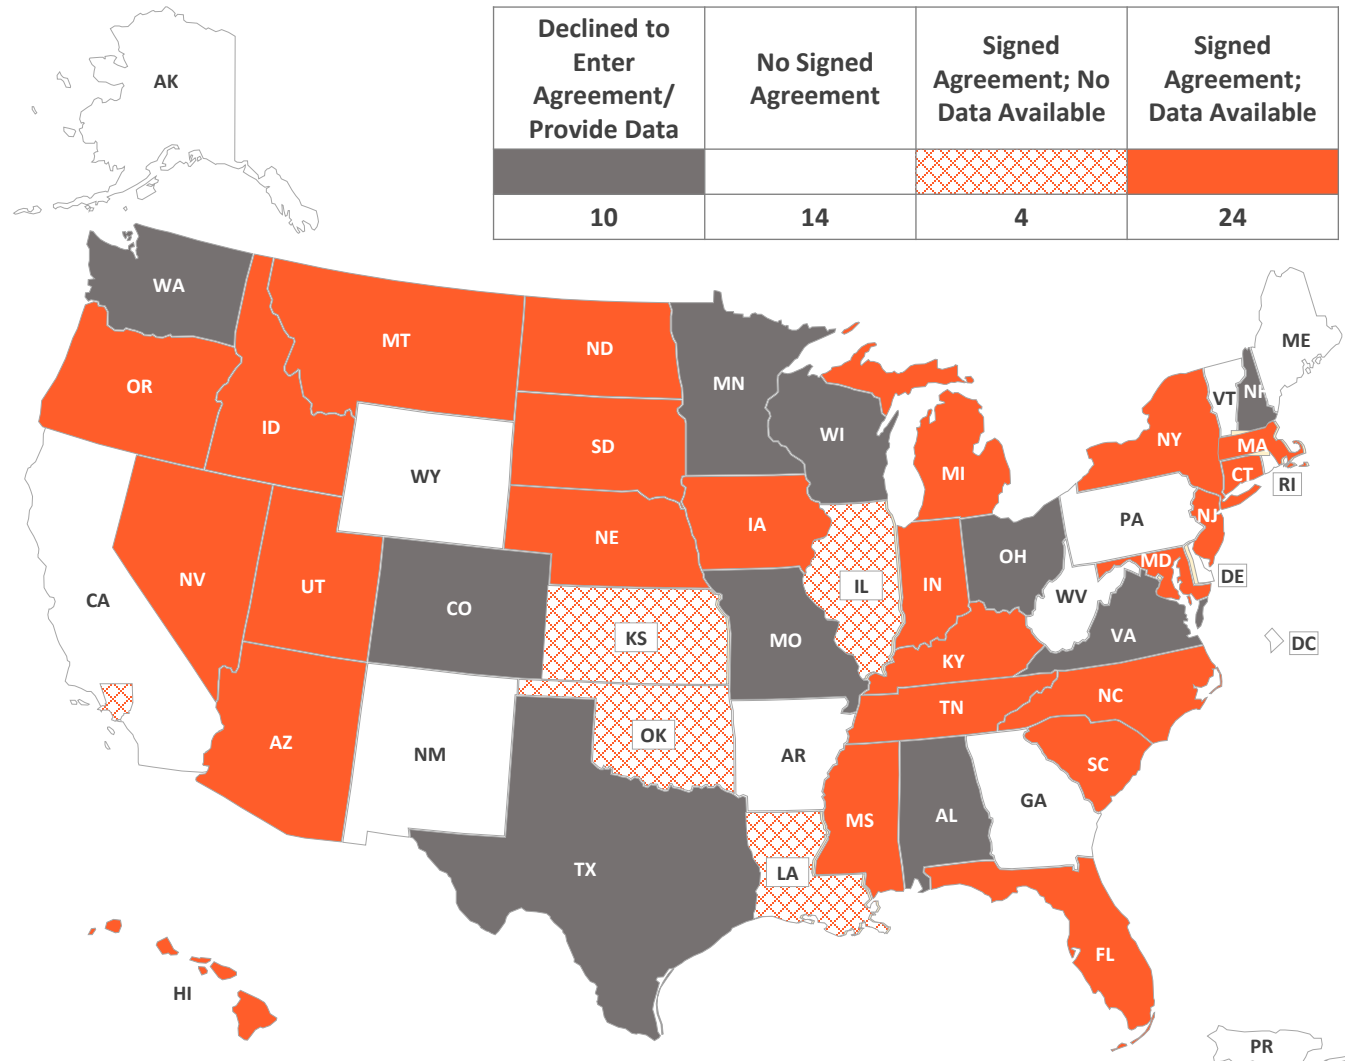 Declined to
Enter
Agreement/
Provide Data
No Signed
Agreement
Signed
Agreement; No
Data Available
Signed
Agreement;
Data Available
10
14
4
24
AK
WA
MT
ND
MN
ME
OR
ID
WY
SD
WI
MI
NY
VT
NH
MA
CT
RI
NE
IA
PA
NJ
CA
NV
UT
CO
KS
MO
IL
IN
OH
WV
MD
DE
VA
DC
KY
AZ
NM
OK
AR
TN
NC
SC
TX
LA
MS
AL
GA
FL
HI
PR